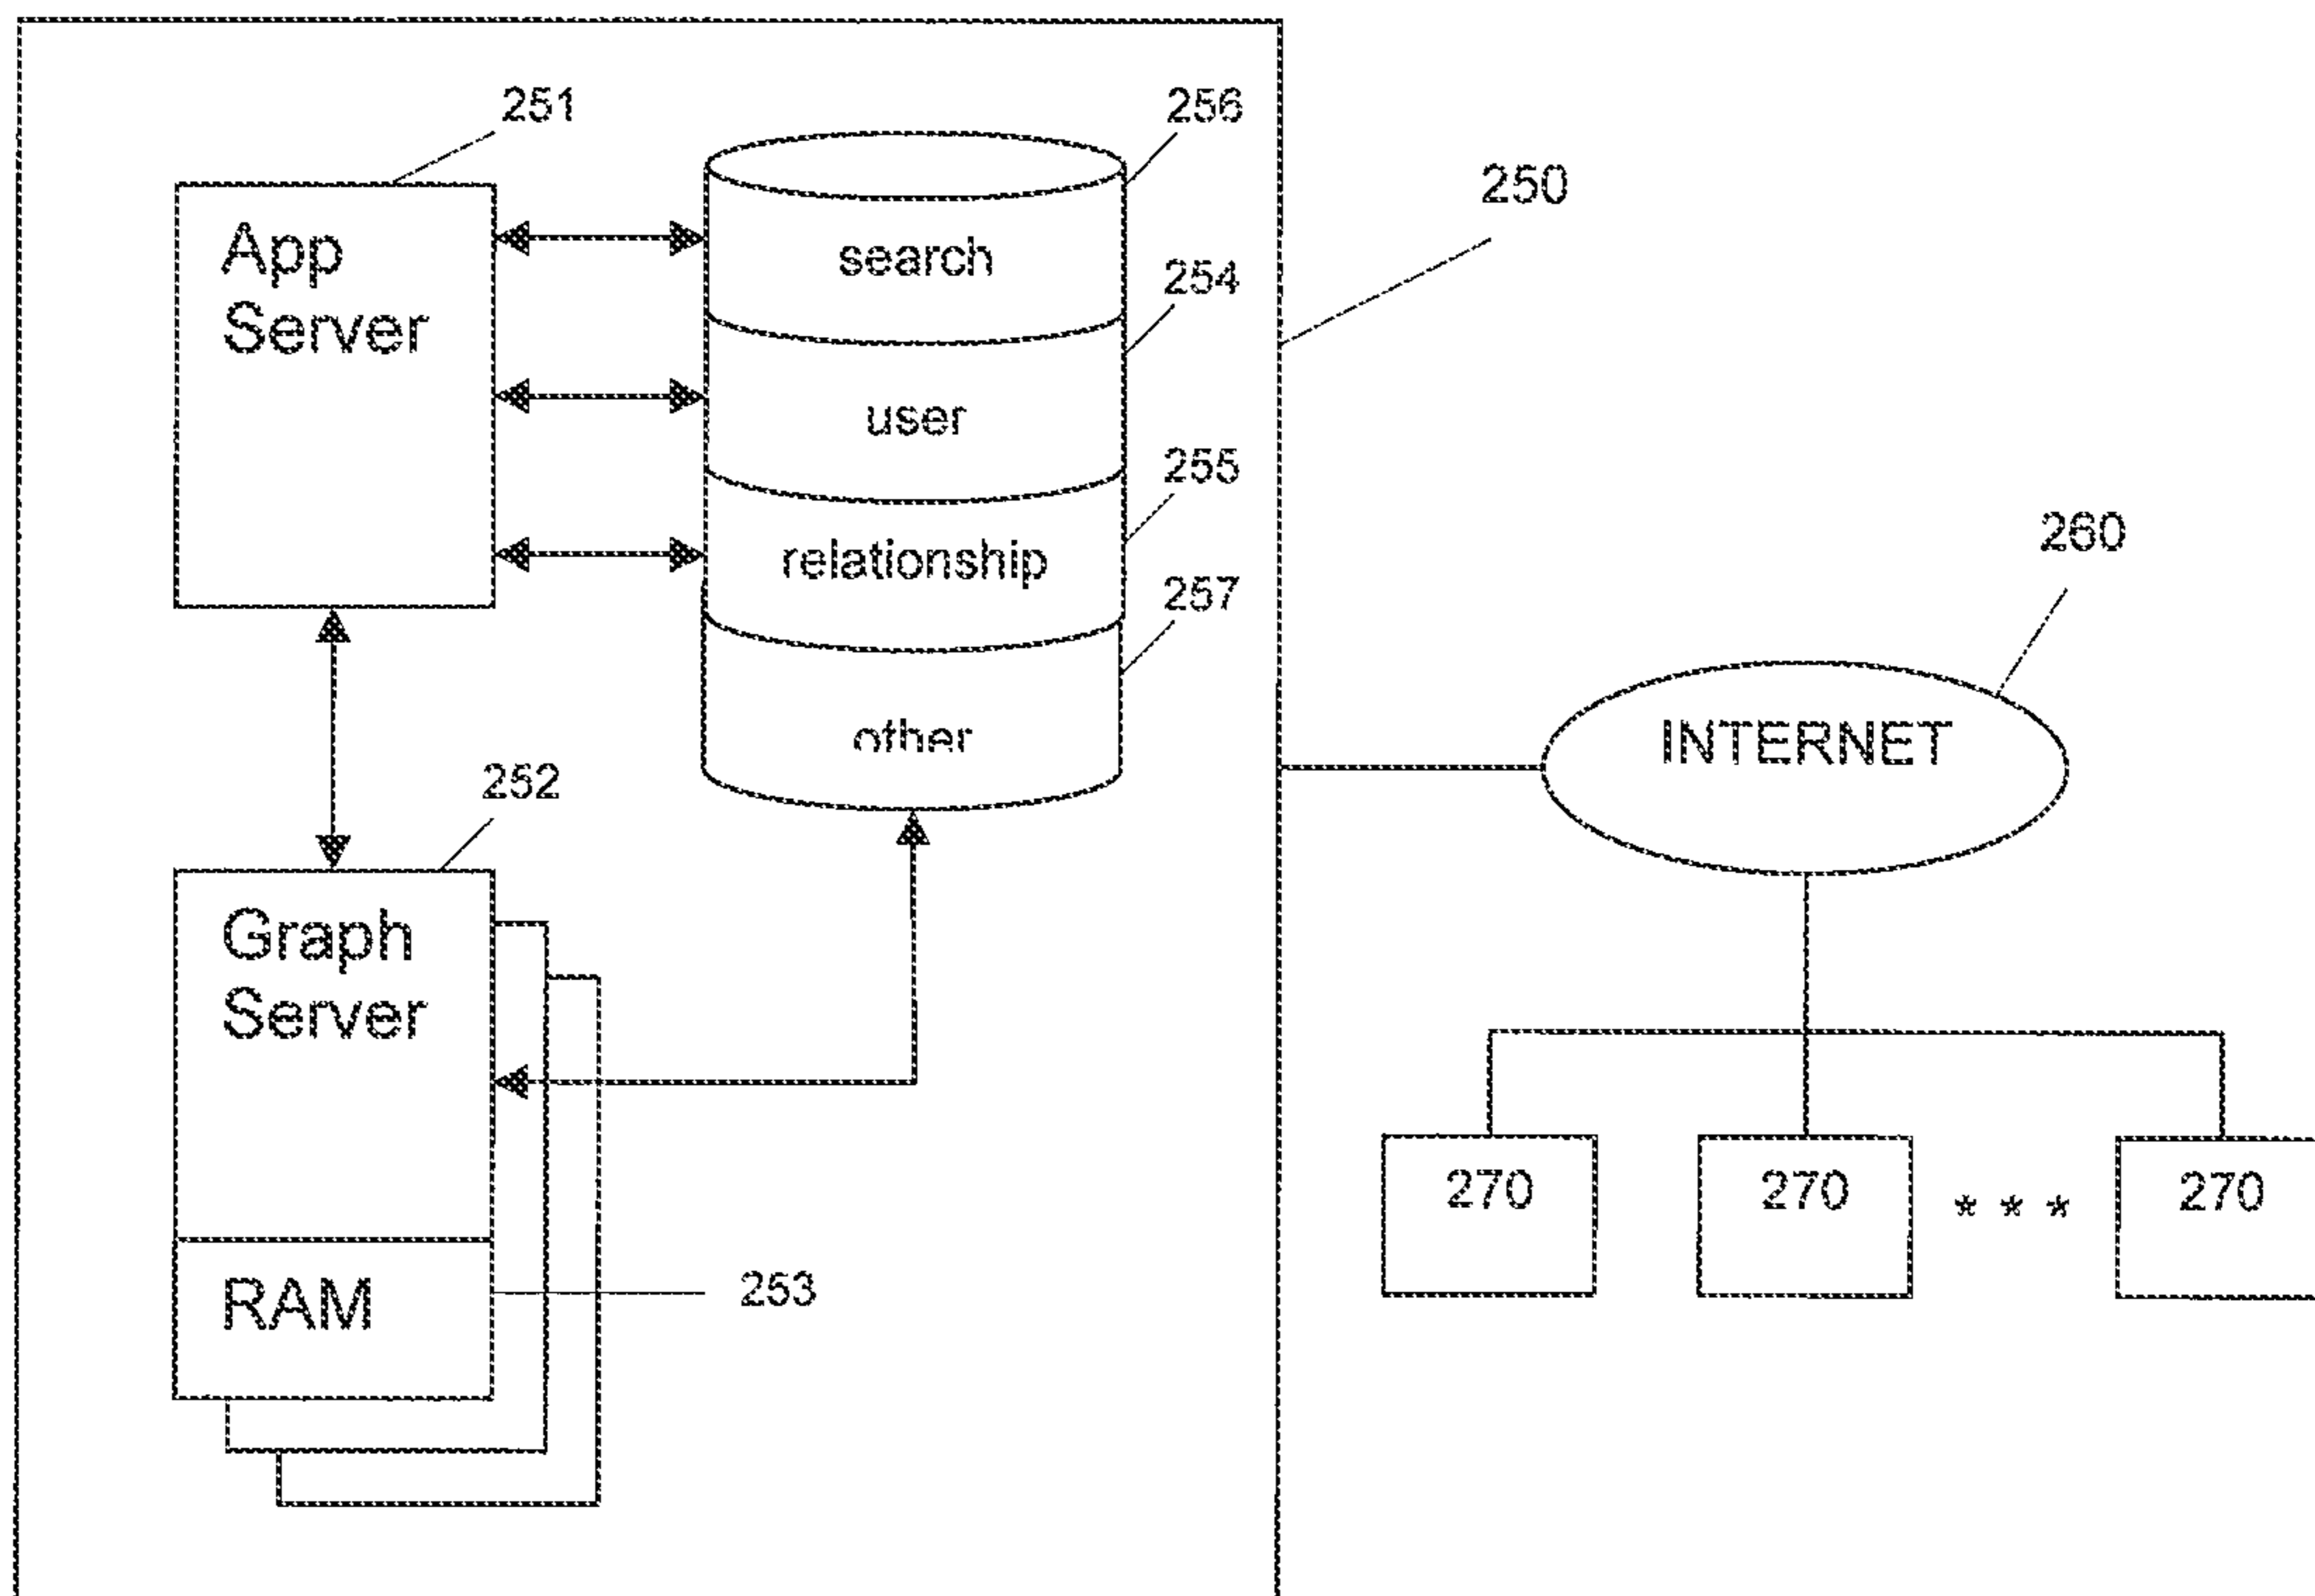 251
256
250
App
Server
search
254
user
255
relationship
260
257
INTERNET
other
252
Graph
Server
270
270
* * *
270
RAM
253